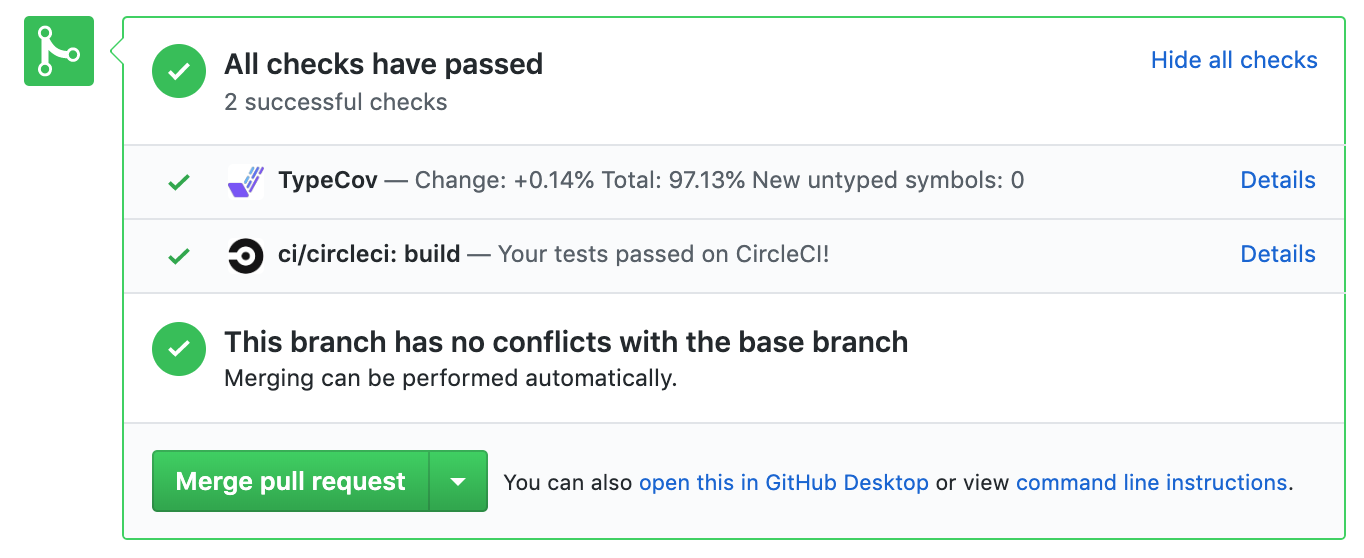 All checks have passed
Hide all checks
2 successful checks
TypeCov — Change: +0.14% Total: 97.13% New untyped symbols: 0
Details
ci/circleci: build — Your tests passed on CircleCI!
Details
This branch has no conflicts with the base branch
Merging can be performed automatically.
Merge pull request
You can also open this in GitHub Desktop or view command line instructions.